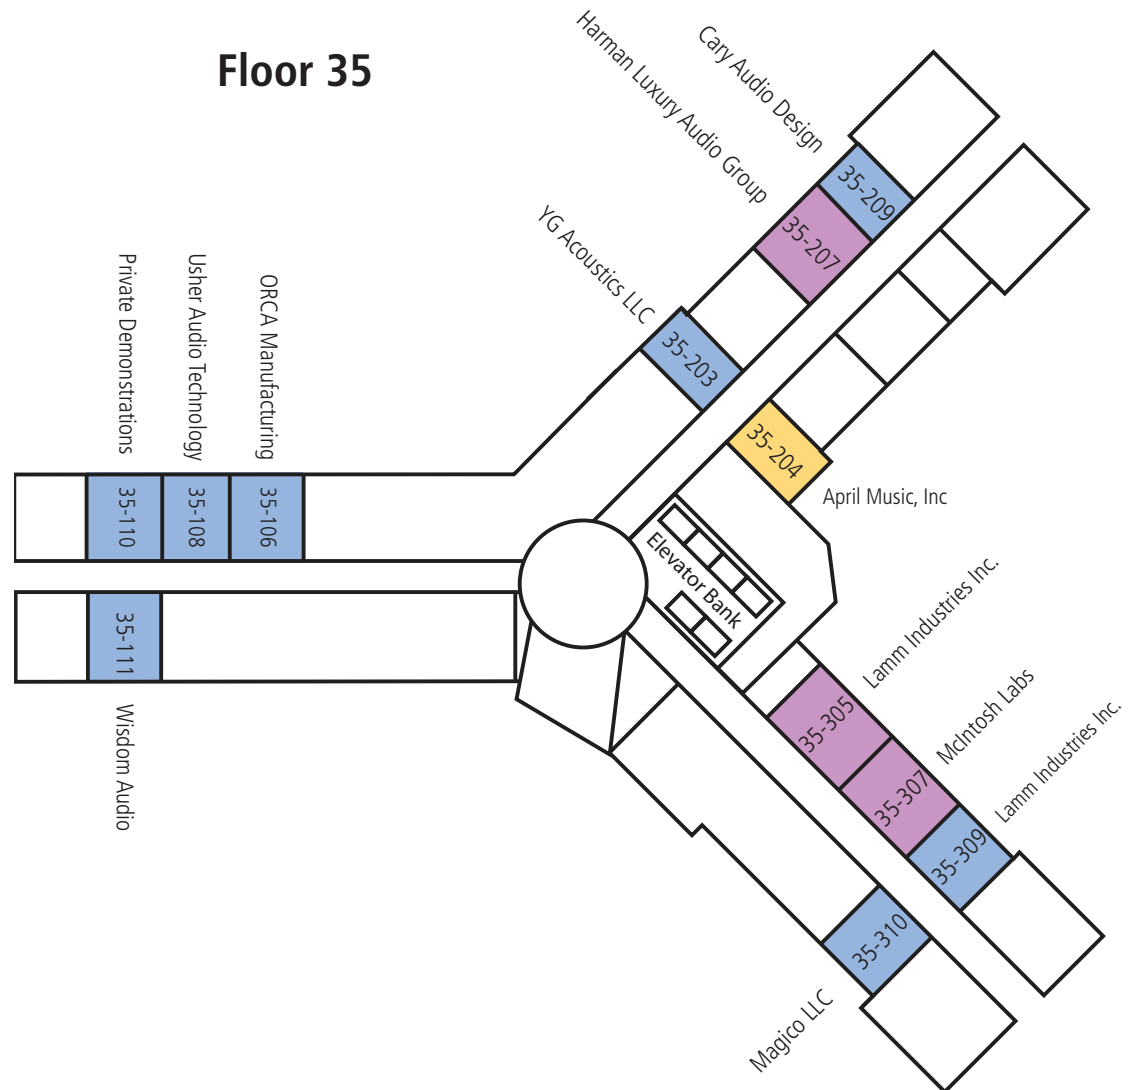 Floor 35
Cary Audio Design
Harman Luxury Audio Group
YG Acoustics LLC
35-209
35-207
35-203
35-204
April Music, Inc
Private Demonstrations
Usher Audio Technology
ORCA Manufacturing
35-110
35-108
35-106
35-111
Wisdom Audio
Elevator Bank
Lamm Industries Inc.
McIntosh Labs
Lamm Industries Inc.
35-305
35-307
35-309
35-310
Magico LLC